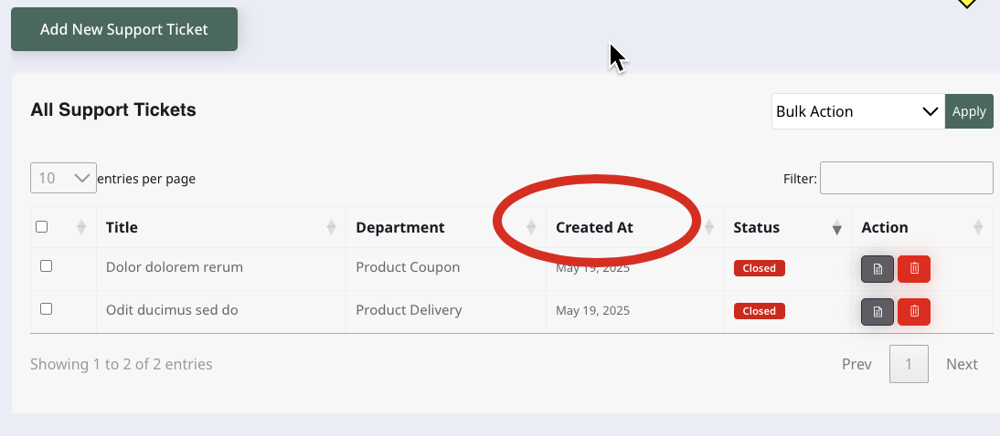 Add New Support Ticket
All Support Tickets
Bulk Action
Apply
10 entries per page
Filter:
Title Department Created At Status Action
Dolor dolorem rerum Product Coupon May 19, 2025 Closed
Odit ducimus sed do Product Delivery May 19, 2025 Closed
Showing 1 to 2 of 2 entries
Prev 1 Next